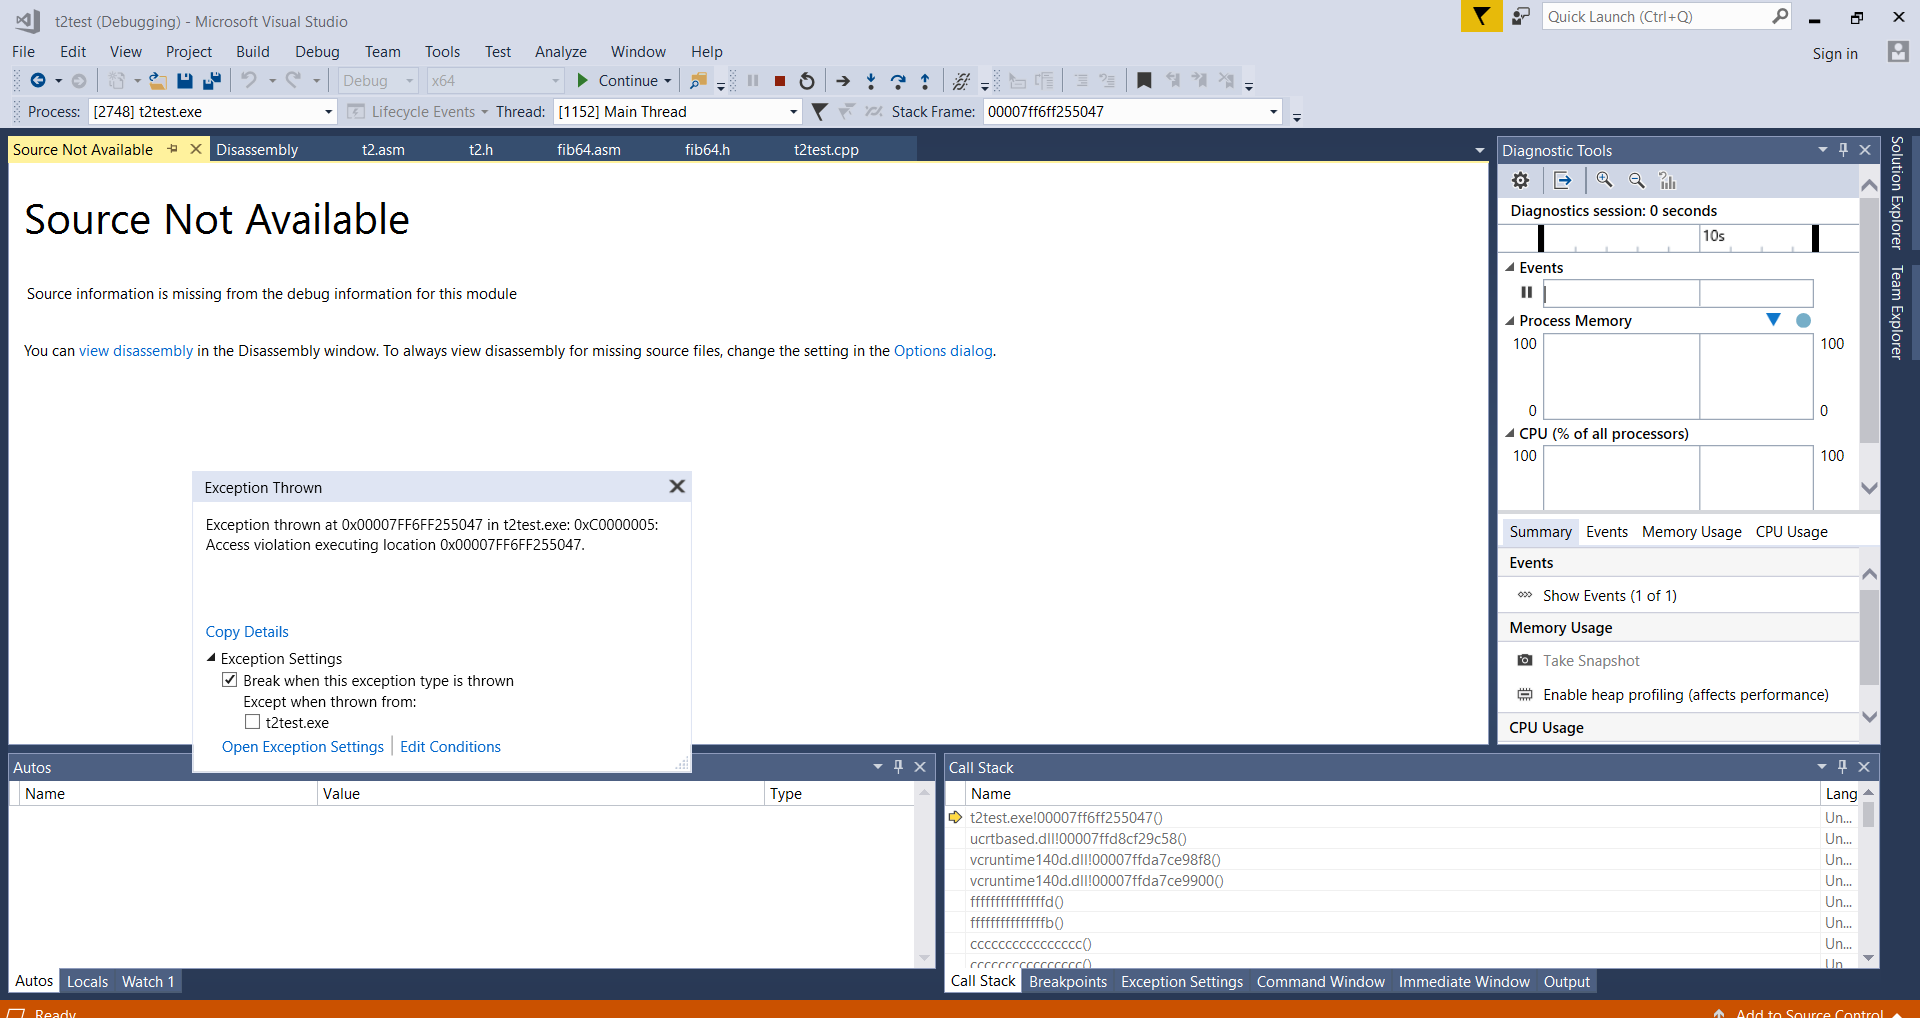 t2test (Debugging) - Microsoft Visual Studio
Quick Launch (Ctrl+Q)
File Edit View Project Build Debug Team Tools Test Analyze Window Help
Sign in
Debug x64 Continue
Process: [2748] t2test.exe Lifecycle Events Thread: [1152] Main Thread Stack Frame: 00007ff6ff255047
Source Not Available Disassembly t2.asm t2.h fib64.asm fib64.h t2test.cpp
Source Not Available
Source information is missing from the debug information for this module
You can view disassembly in the Disassembly window. To always view disassembly for missing source files, change the setting in the Options dialog.
Exception Thrown
Exception thrown at 0x00007FF6FF255047 in t2test.exe: 0xC0000005:
Access violation executing location 0x00007FF6FF255047.
Copy Details
Exception Settings
Break when this exception type is thrown
Except when thrown from:
t2test.exe
Open Exception Settings Edit Conditions
Diagnostic Tools
Diagnostics session: 0 seconds
10s
Events
Process Memory
100 100
0 0
CPU (% of all processors)
100 100
Summary Events Memory Usage CPU Usage
Events
Show Events (1 of 1)
Memory Usage
Take Snapshot
Enable heap profiling (affects performance)
CPU Usage
Solution Explorer
Team Explorer
Autos
Name Value Type
Autos Locals Watch 1
Call Stack
Name Lang
t2test.exe!00007ff6ff255047() Un...
ucrtbased.dll!00007ffd8cf29c58() Un...
vcruntime140d.dll!00007ffda7ce98f8() Un...
vcruntime140d.dll!00007ffda7ce9900() Un...
fffffffffffffffd() Un...
fffffffffffffffb() Un...
cccccccccccccccc() Un...
cccccccccccccccc() Un...
Call Stack Breakpoints Exception Settings Command Window Immediate Window Output
Ready
Add to Source Control